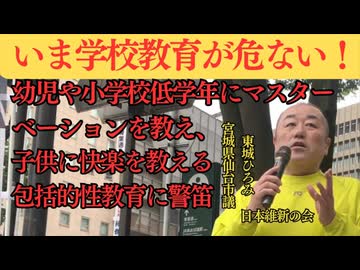 いま学校教育が危ない！
幼児や小学校低学年にマスター
ベーションを教え、
子供に快楽を教える
包括的性教育に警笛
宮城県仙台市議
東城ひろみ
日本維新の会